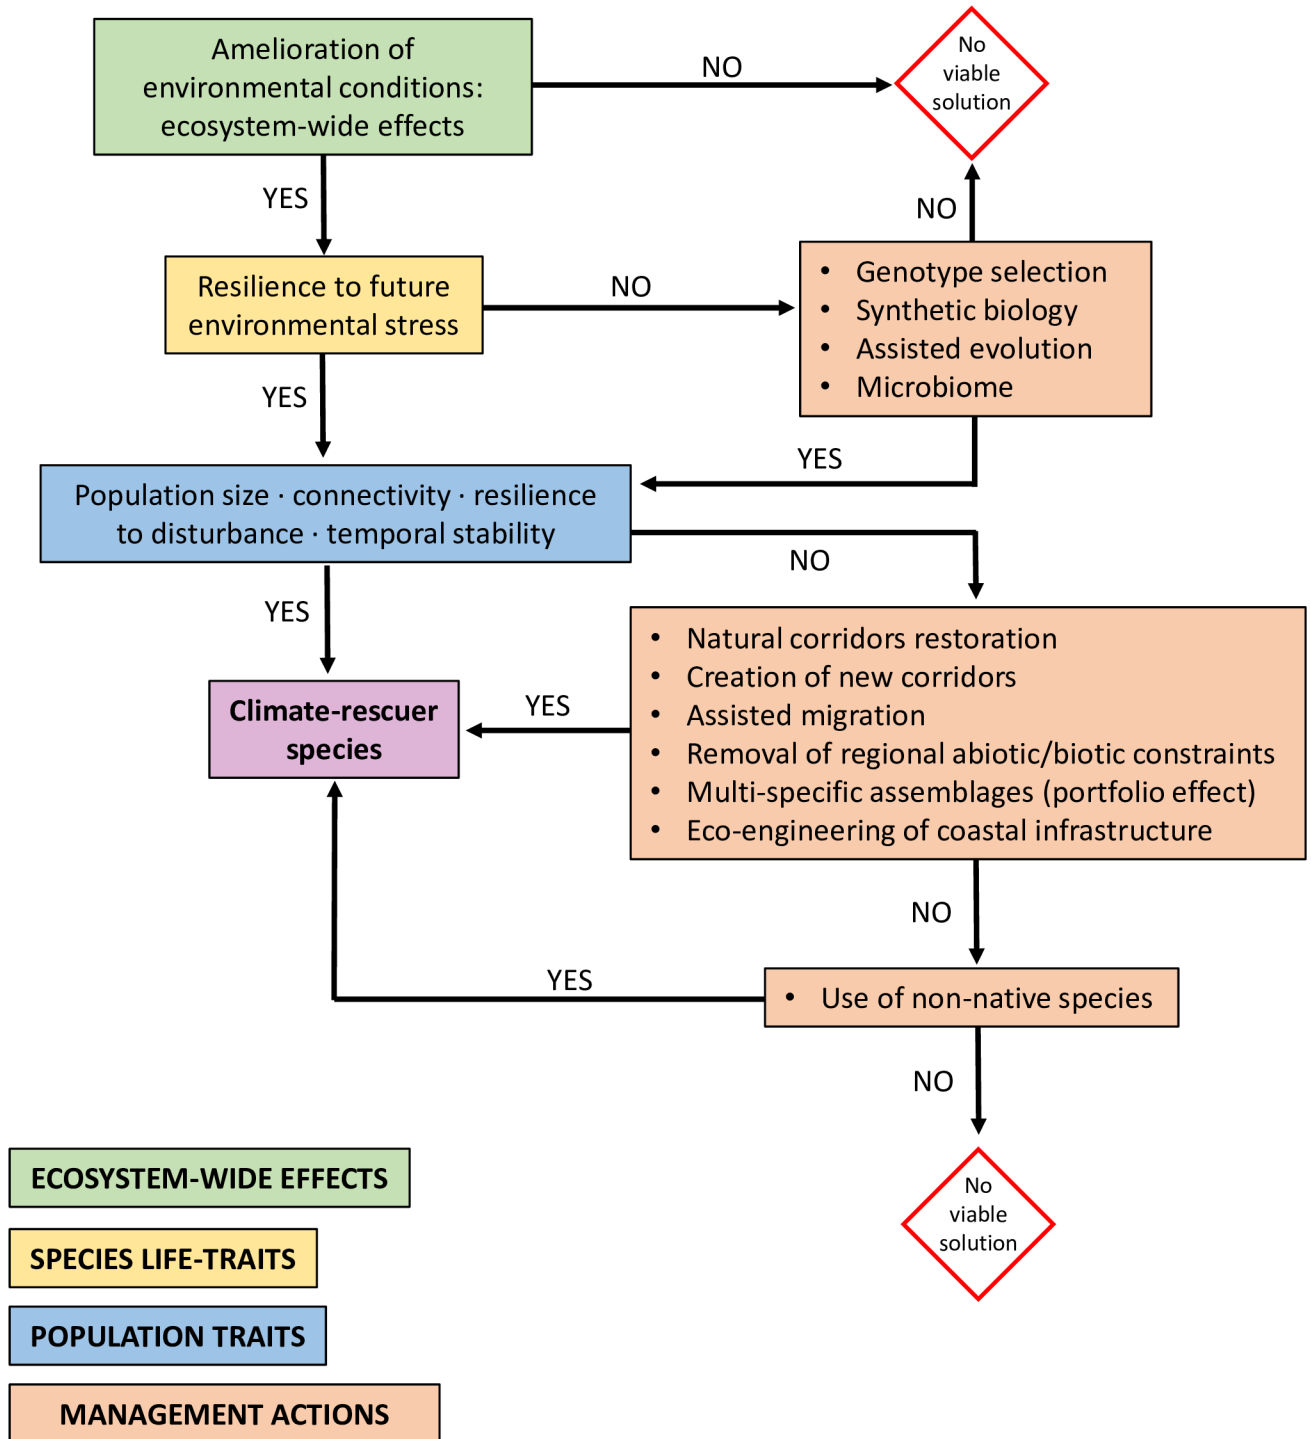 Amelioration of
environmental conditions:
ecosystem-wide effects
NO
No
viable
solution
YES
NO
Resilience to future
environmental stress
NO
• Genotype selection
• Synthetic biology
• Assisted evolution
• Microbiome
YES
YES
Population size · connectivity · resilience
to disturbance · temporal stability
NO
YES
• Natural corridors restoration
• Creation of new corridors
• Assisted migration
• Removal of regional abiotic/biotic constraints
• Multi-specific assemblages (portfolio effect)
• Eco-engineering of coastal infrastructure
YES
Climate-rescuer
species
NO
YES
• Use of non-native species
NO
No
viable
solution
ECOSYSTEM-WIDE EFFECTS
SPECIES LIFE-TRAITS
POPULATION TRAITS
MANAGEMENT ACTIONS